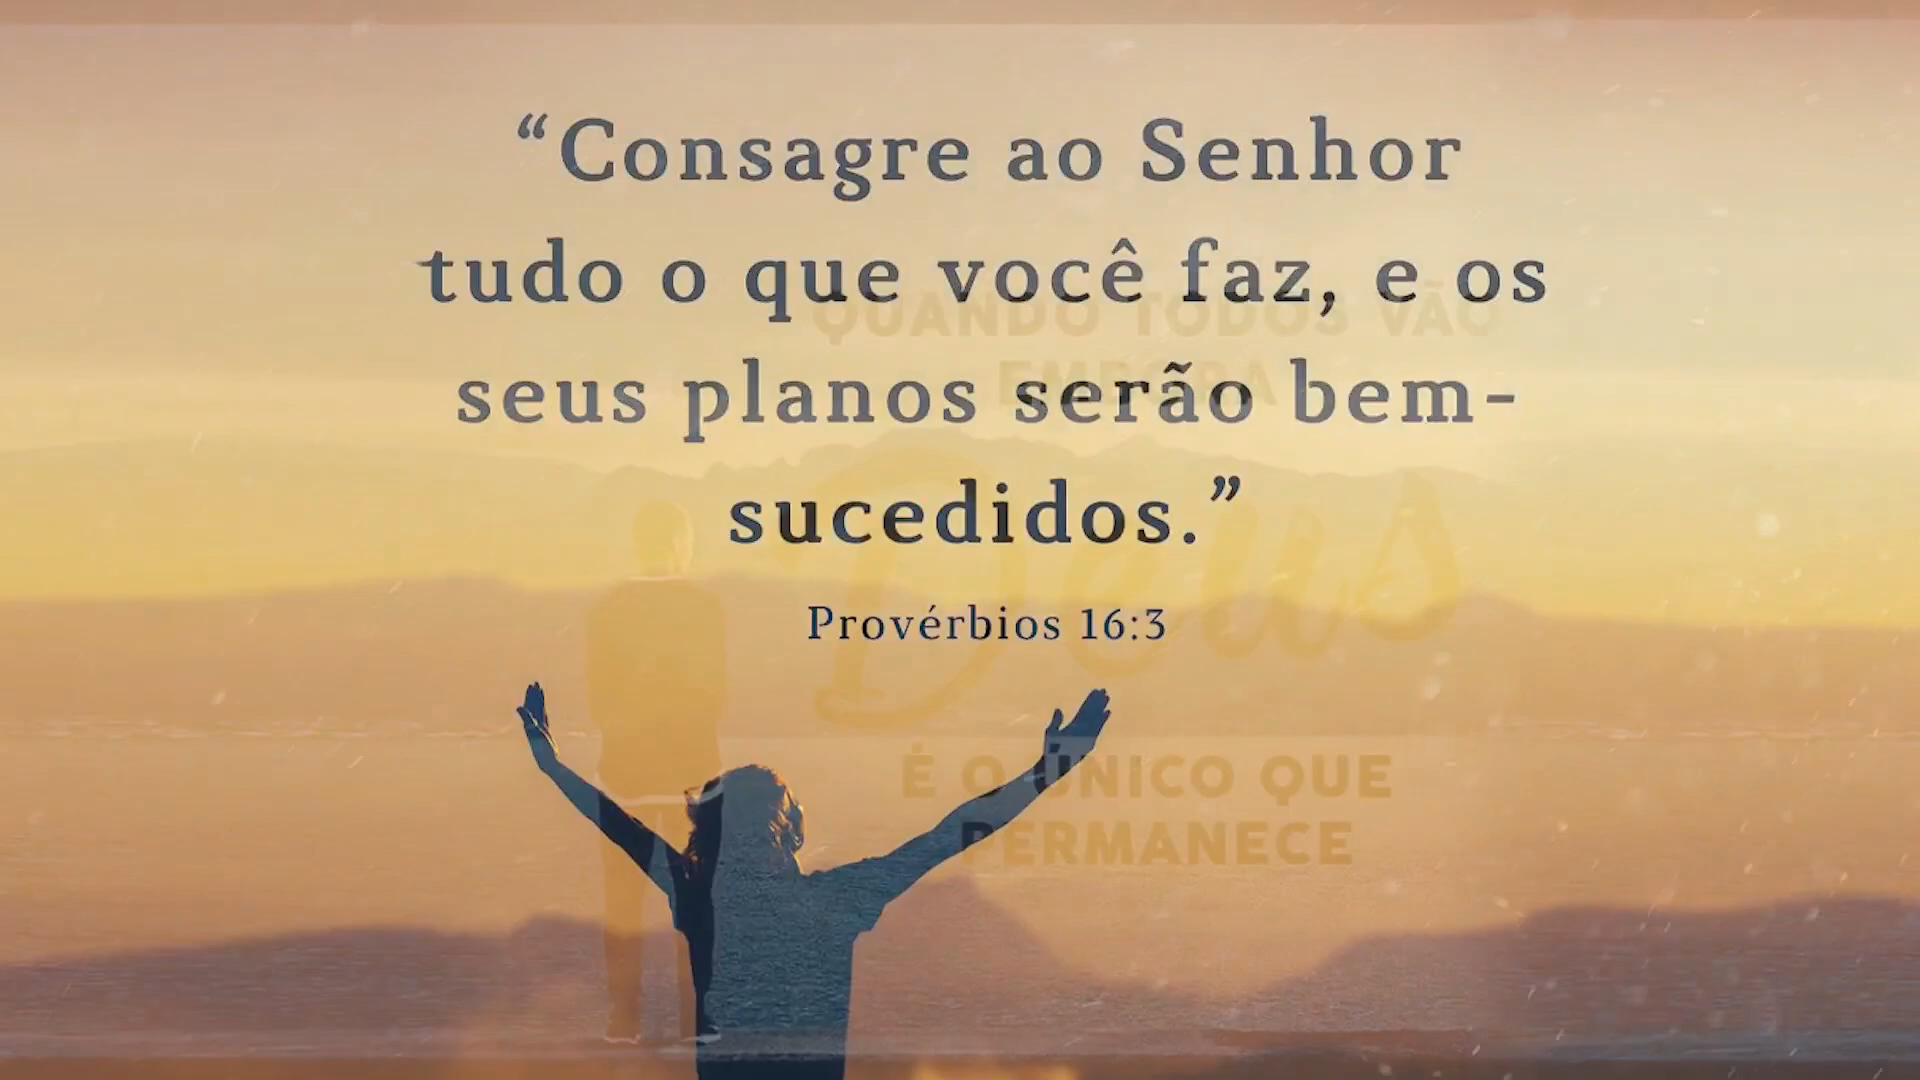 “Consagre ao Senhor
tudo o que você faz, e os
seus planos serão bem-
sucedidos.”
Provérbios 16:3
QUANDO TODOS VÃO
EMBORA
Deus
É O ÚNICO QUE
PERMANECE